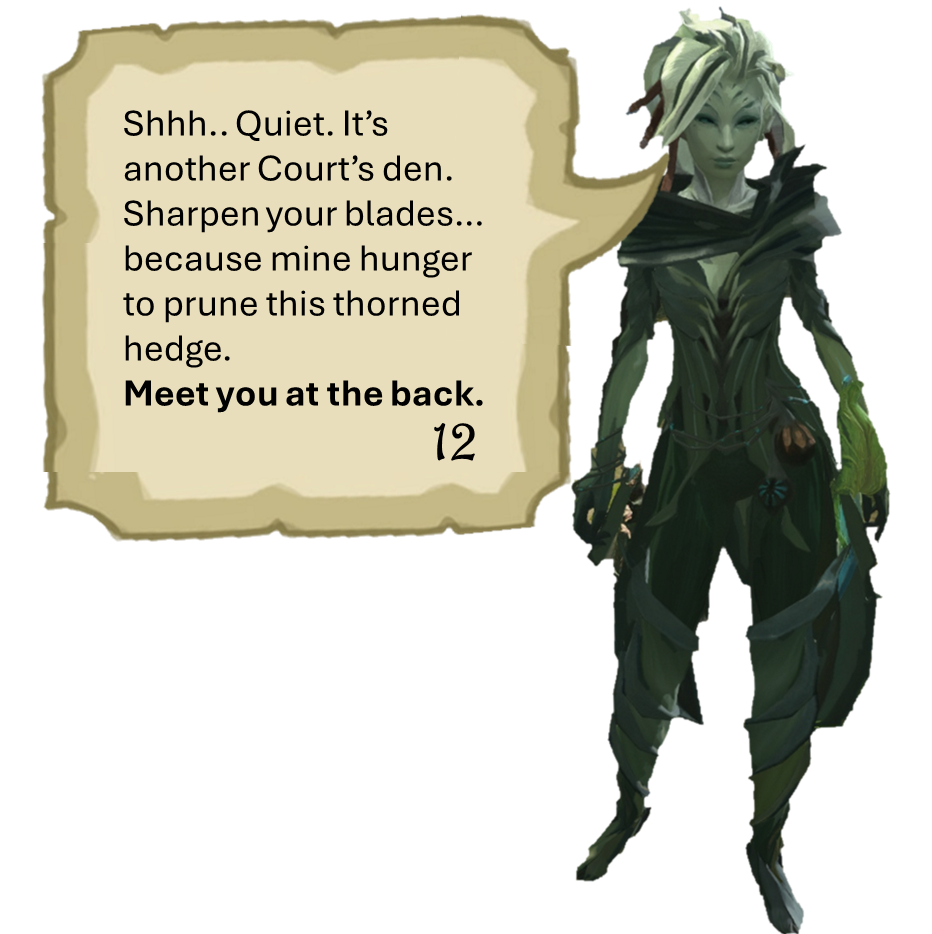 Shhh.. Quiet. It’s
another Court’s den.
Sharpen your blades...
because mine hunger
to prune this thorned
hedge.
Meet you at the back.
12